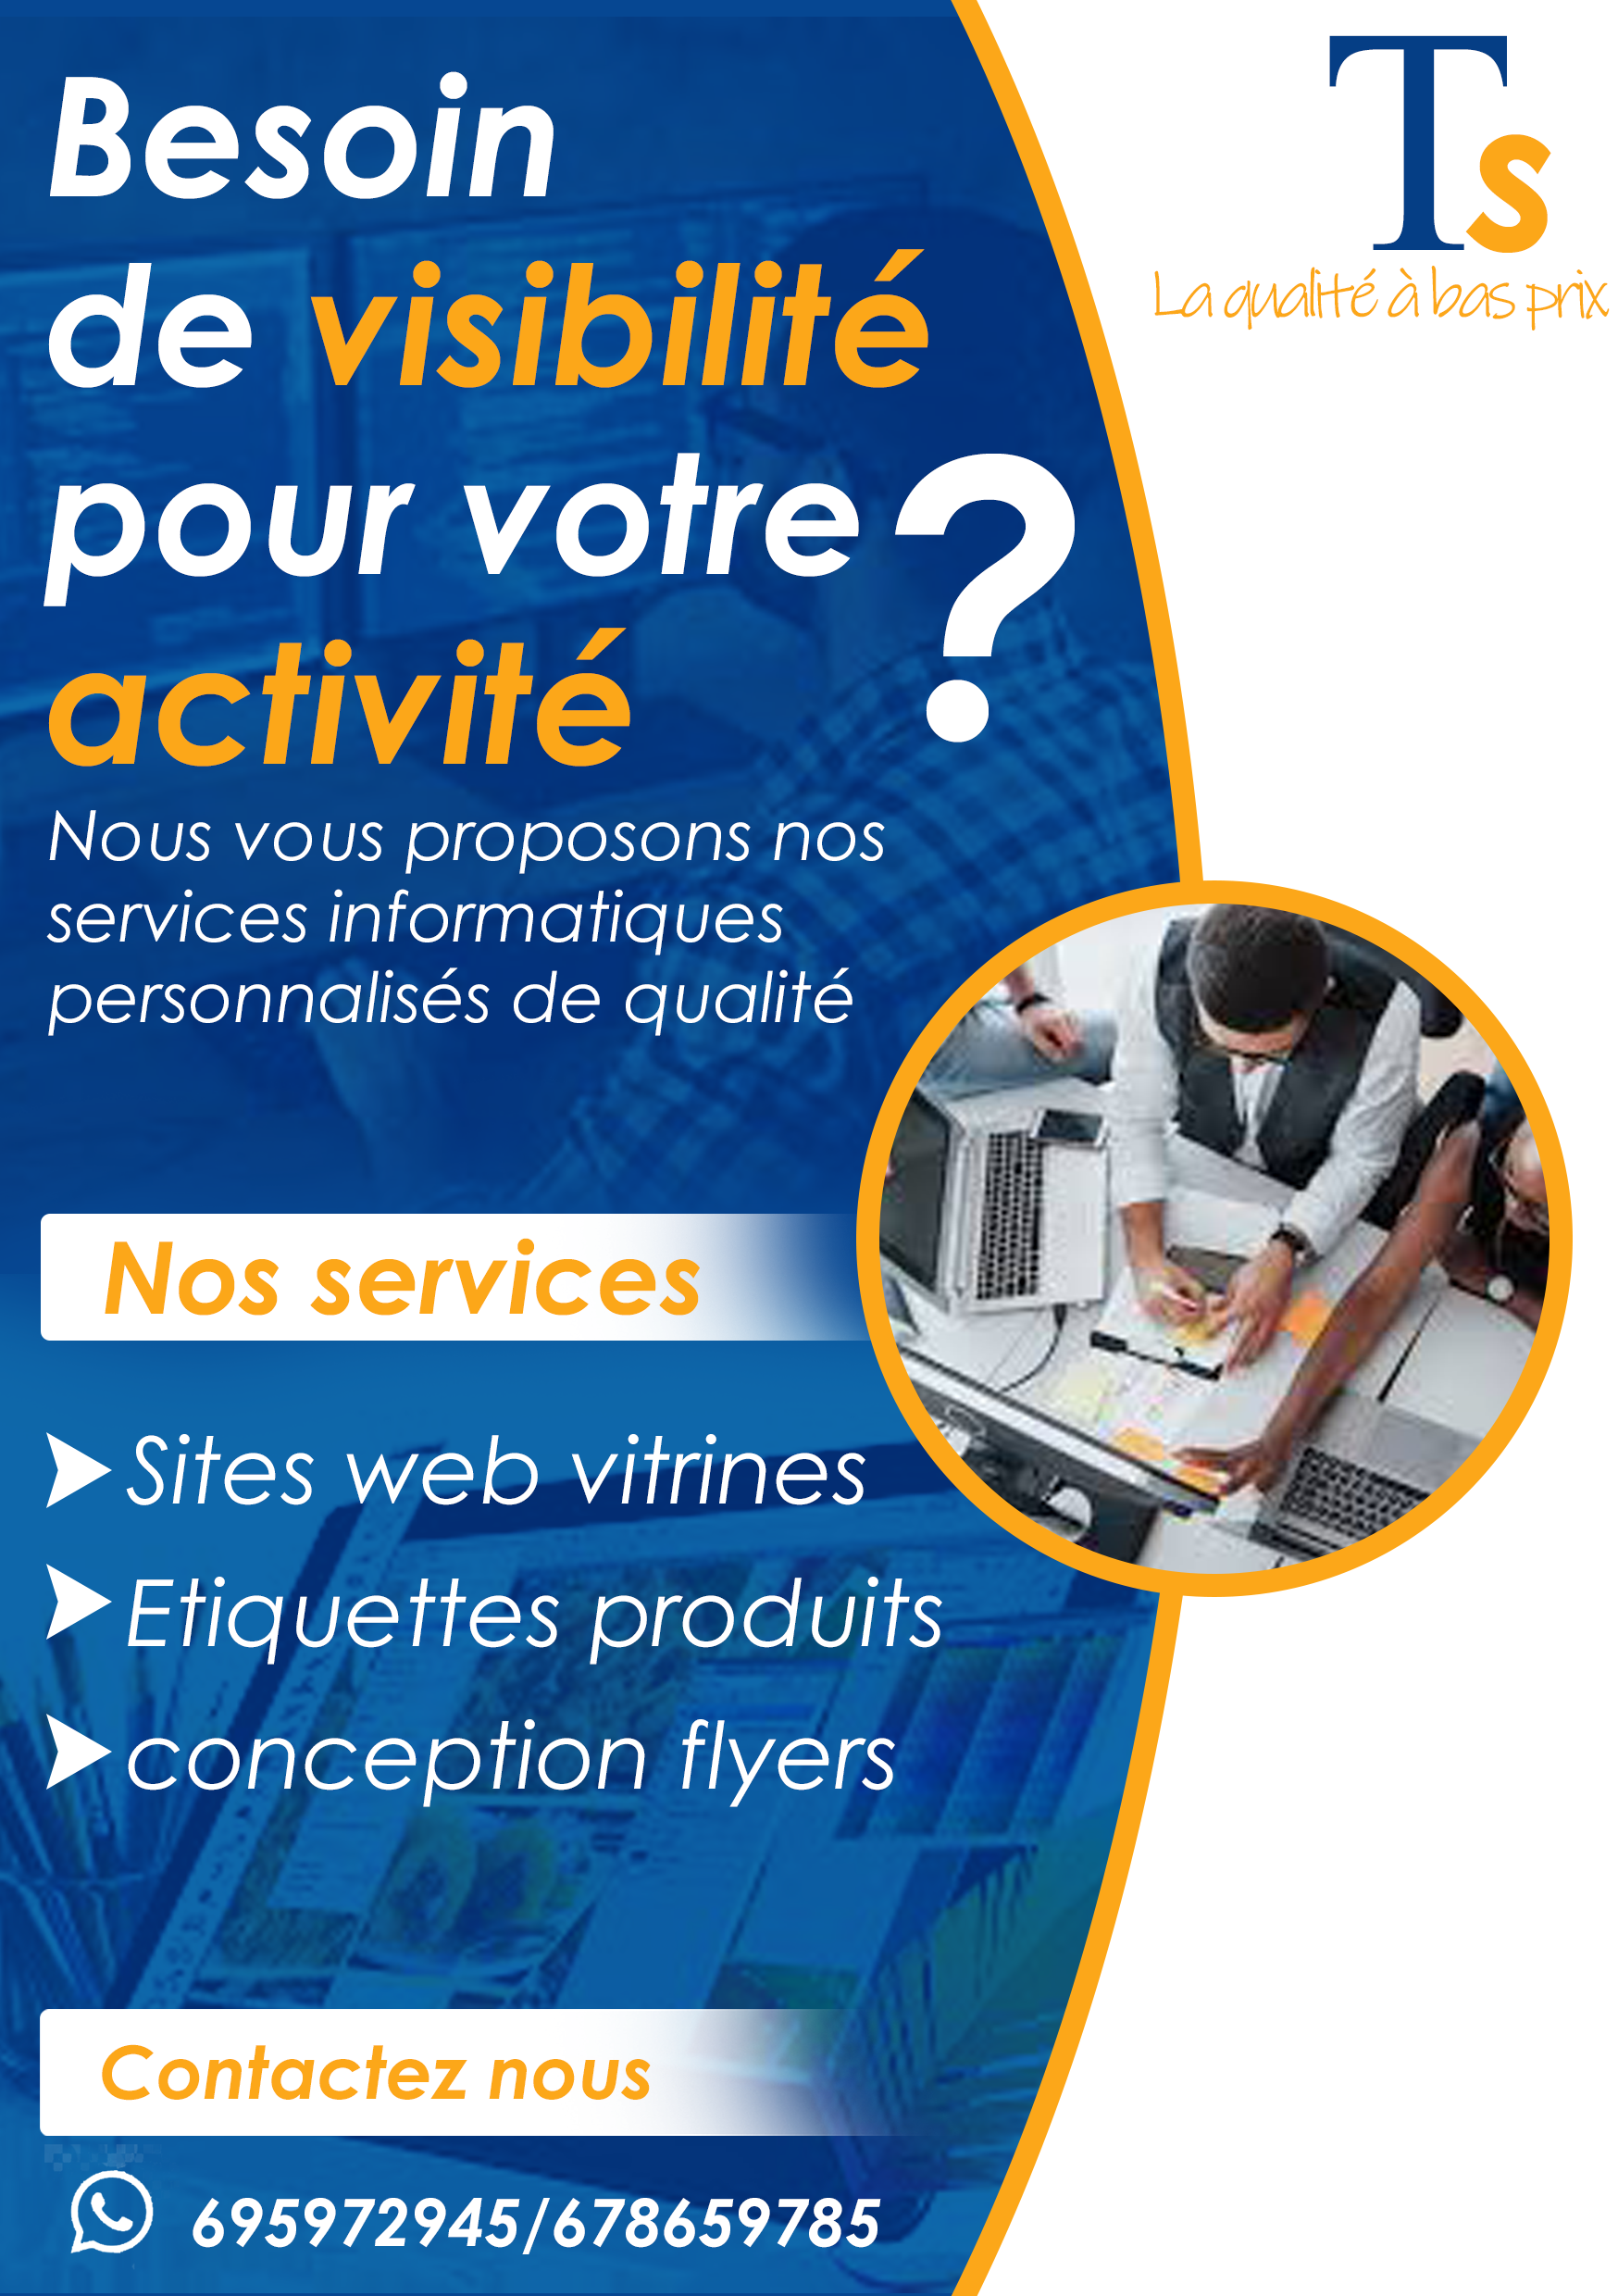 Ts
La qualité à bas prix
Besoin
de visibilité
pour votre ?
activité
Nous vous proposons nos
services informatiques
personnalisés de qualité
Nos services
Sites web vitrines
Etiquettes produits
conception flyers
Contactez nous
695972945/678659785